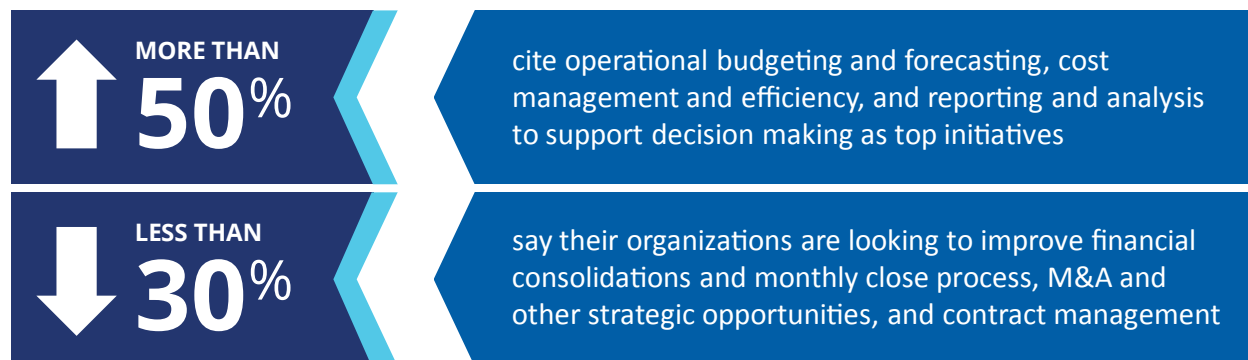 MORE THAN
50%
cite operational budgeting and forecasting, cost
management and efficiency, and reporting and analysis
to support decision making as top initiatives
LESS THAN
30%
say their organizations are looking to improve financial
consolidations and monthly close process, M&A and
other strategic opportunities, and contract management